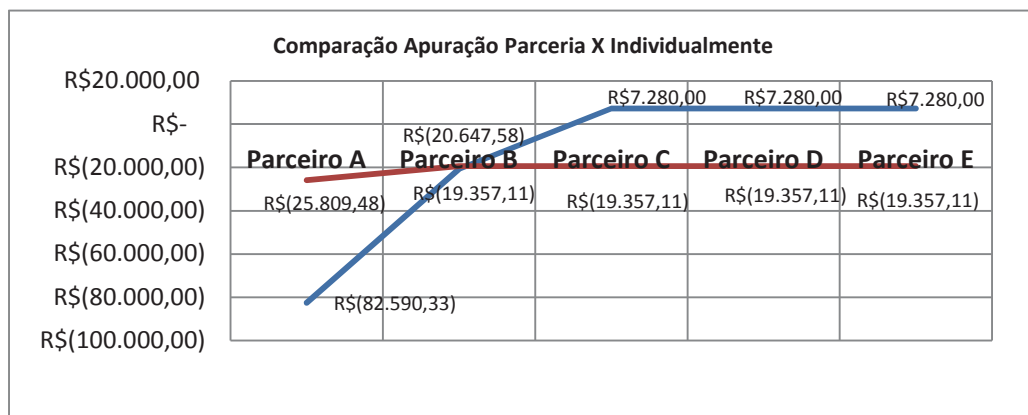 Comparação Apuração Parceria X Individualmente
R$20.000,00
R$-
R$(20.000,00)
R$(40.000,00)
R$(60.000,00)
R$(80.000,00)
R$(100.000,00)
R$7.280,00
R$7.280,00
R$7.280,00
R$(20.647,58)
Parceiro A
Parceiro B
Parceiro C
Parceiro D
Parceiro E
R$(25.809,48)
R$(19.357,11)
R$(19.357,11)
R$(19.357,11)
R$(19.357,11)
R$(82.590,33)